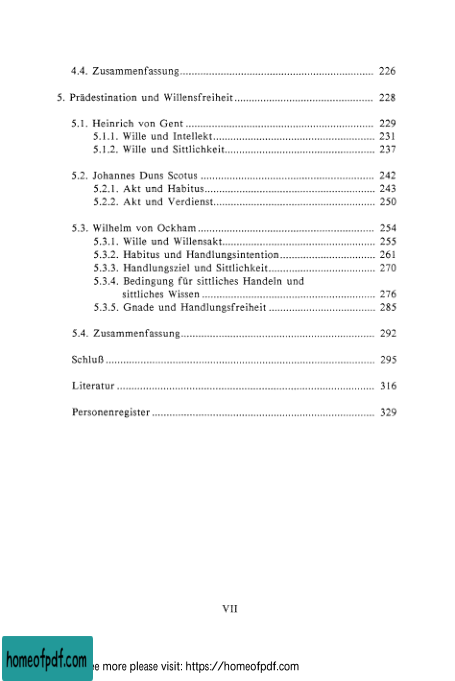 4.4. Zusammenfassung.................................................................. 226
5. Prädestination und Willensfreiheit................................................ 228
5.1. Heinrich von Gent ................................................................ 229
5.1.1. Wille und Intellekt........................................................ 231
5.1.2. Wille und Sittlichkeit.................................................... 237
5.2. Johannes Duns Scotus ............................................................ 242
5.2.1. Akt und Habitus............................................................ 243
5.2.2. Akt und Verdienst........................................................ 250
5.3. Wilhelm von Ockham ............................................................ 254
5.3.1. Wille und Willensakt..................................................... 255
5.3.2. Habitus und Handlungsintention................................. 261
5.3.3. Handlungsziel und Sittlichkeit..................................... 270
5.3.4. Bedingung für sittliches Handeln und
sittliches Wissen ............................................................ 276
5.3.5. Gnade und Handlungsfreiheit ..................................... 285
5.4. Zusammenfassung................................................................... 292
Schluß ............................................................................................. 295
Literatur ......................................................................................... 316
Personenregister ............................................................................. 329
VII
homeofpdf.com
e more please visit: https://homeofpdf.com